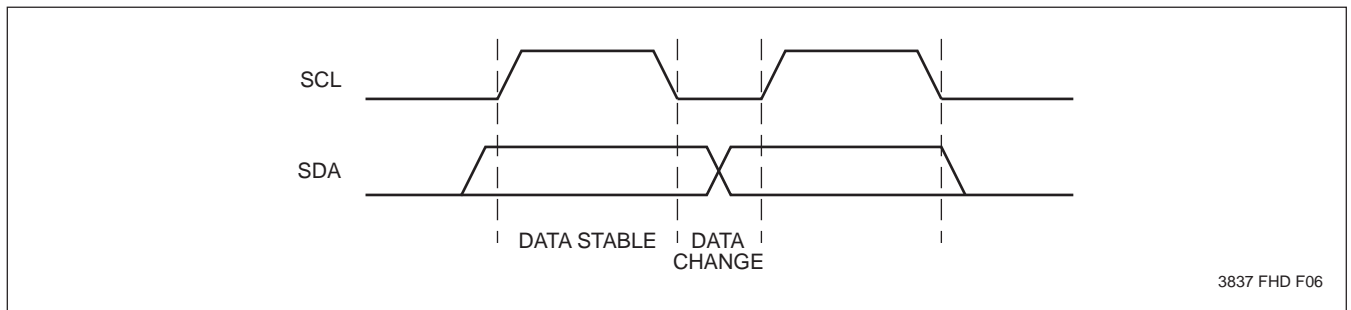 SCL
SDA
DATA STABLE
DATA
CHANGE
3837 FHD F06